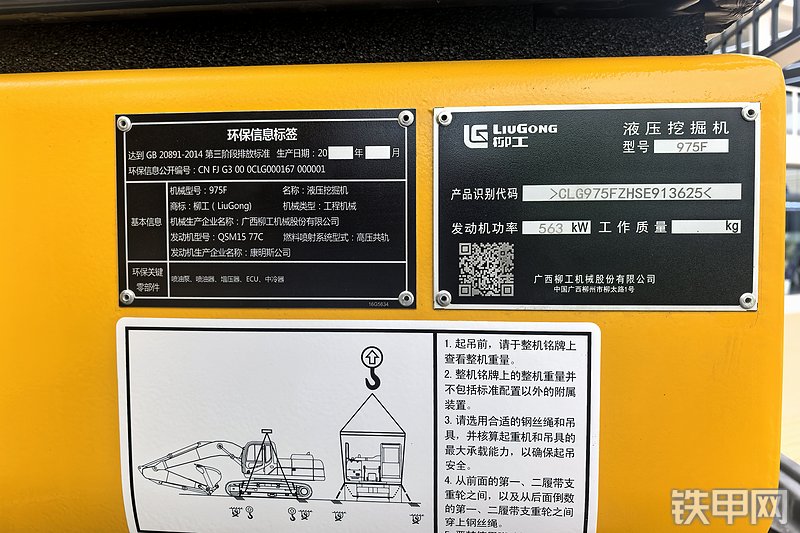 环保信息标签
达到 GB 20891-2014 第三阶段排放标准 生产日期：20 年 月
环保信息公开编号：CN FJ G3 00 0CLG000167 000001
基本信息
机械型号：975F 名称：液压挖掘机
商标：柳工（LiuGong） 机械类型：工程机械
机械生产企业名称：广西柳工机械股份有限公司
发动机型号：QSM15 77C 燃料喷射系统型式：高压共轨
发动机生产企业名称：康明斯公司
环保关键零部件
喷油泵、喷油器、增压器、ECU、中冷器
16G5634
LIUGONG
柳工
液压挖掘机
型号 975F
产品识别代码 >CLG975FZHSE913625<
发动机功率 563 kW 工作质量 kg
广西柳工机械股份有限公司
中国广西柳州市柳太路1号
1. 起吊前，请于整机铭牌上
查看整机重量。
2. 整机铭牌上的整机重量并
不包括标准配置以外的附属
装置。
3. 请选用合适的钢丝绳和吊
具，并核算起重机和吊具的
最大承载能力，以确保起吊
安全。
4. 从前面的第一、二履带支
重轮之间，以及从后面倒数
的第一、二履带支重轮之间
穿上钢丝绳。
铁甲网